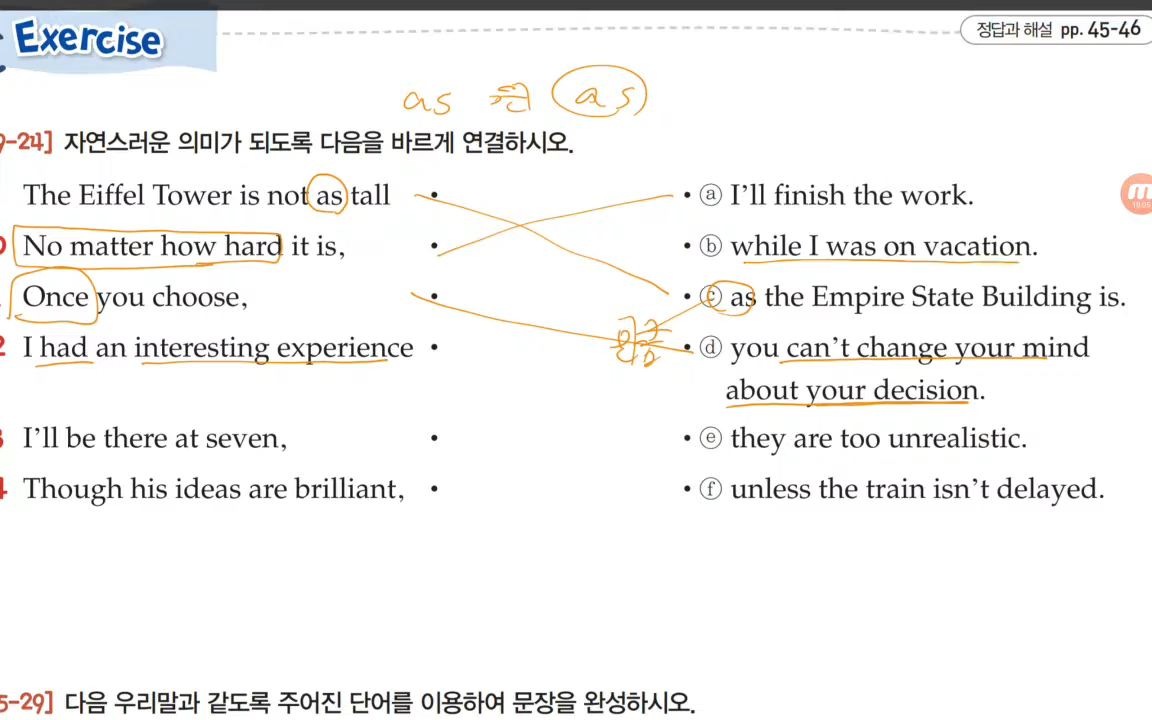 Exercise
정답과 해설 pp. 45-46
as 원 as
9-24] 자연스러운 의미가 되도록 다음을 바르게 연결하시오.
The Eiffel Tower is not as tall • • ⓐ I'll finish the work.
0 No matter how hard it is, • • ⓑ while I was on vacation.
Once you choose, • • ⓒ as the Empire State Building is.
2 I had an interesting experience • • ⓓ you can't change your mind
about your decision.
3 I'll be there at seven, • • ⓔ they are too unrealistic.
4 Though his ideas are brilliant, • • ⓕ unless the train isn't delayed.
5-29] 다음 우리말과 같도록 주어진 단어를 이용하여 문장을 완성하시오.